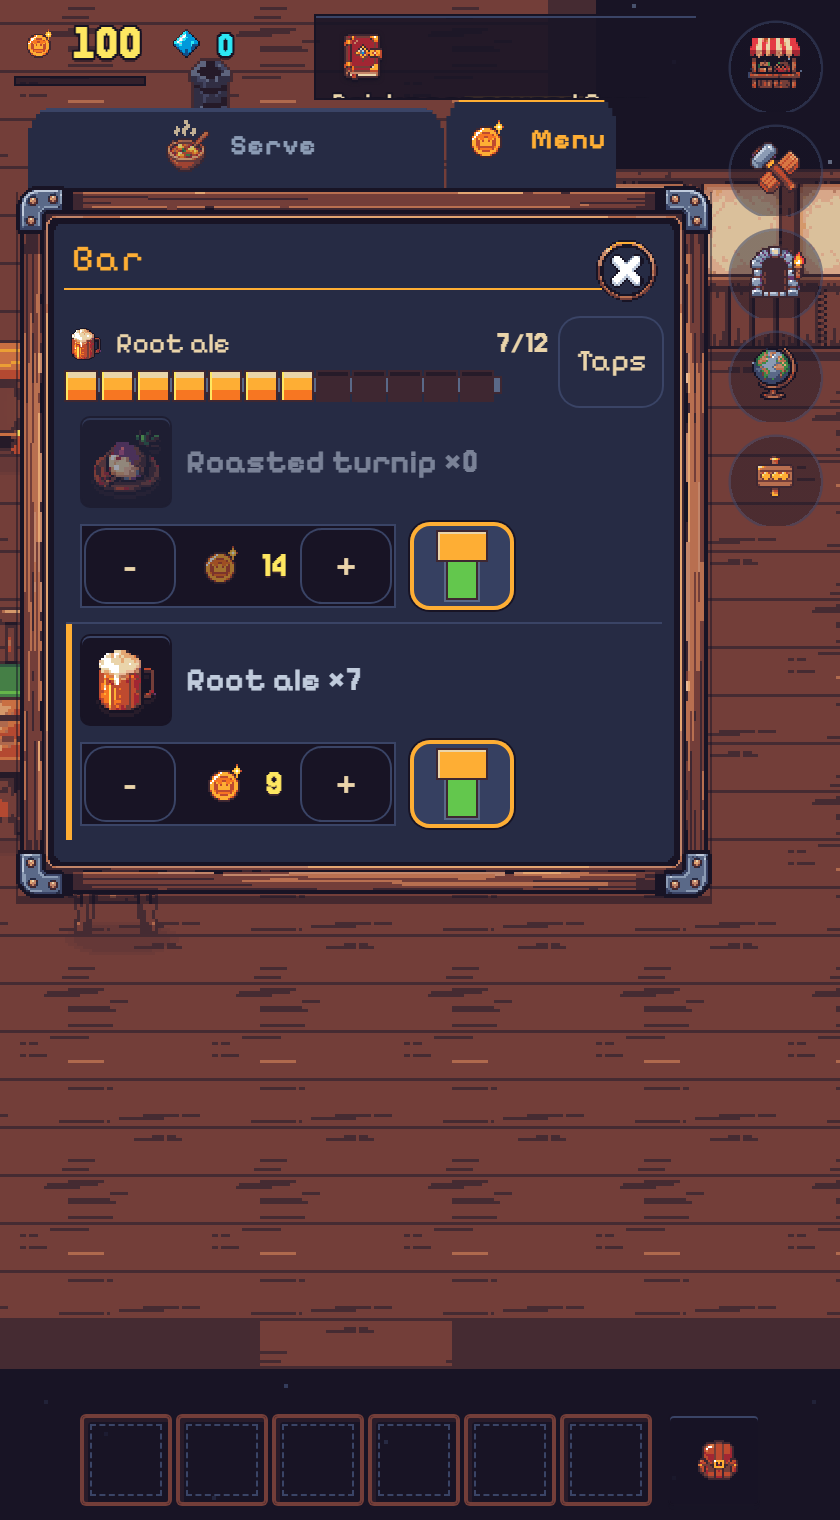 100 0
Serve
Menu
Bar
Root ale 7/12
Taps
Roasted turnip ×0
- 14 +
Root ale ×7
- 9 +